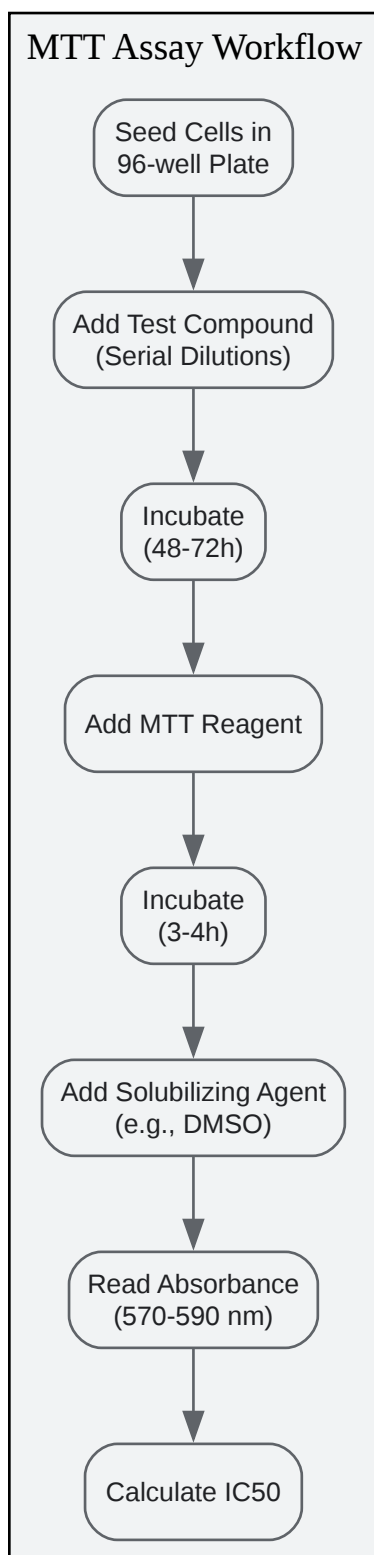 MTT Assay Workflow
Seed Cells in
96-well Plate
Add Test Compound
(Serial Dilutions)
Incubate
(48-72h)
Add MTT Reagent
Incubate
(3-4h)
Add Solubilizing Agent
(e.g., DMSO)
Read Absorbance
(570-590 nm)
Calculate IC50